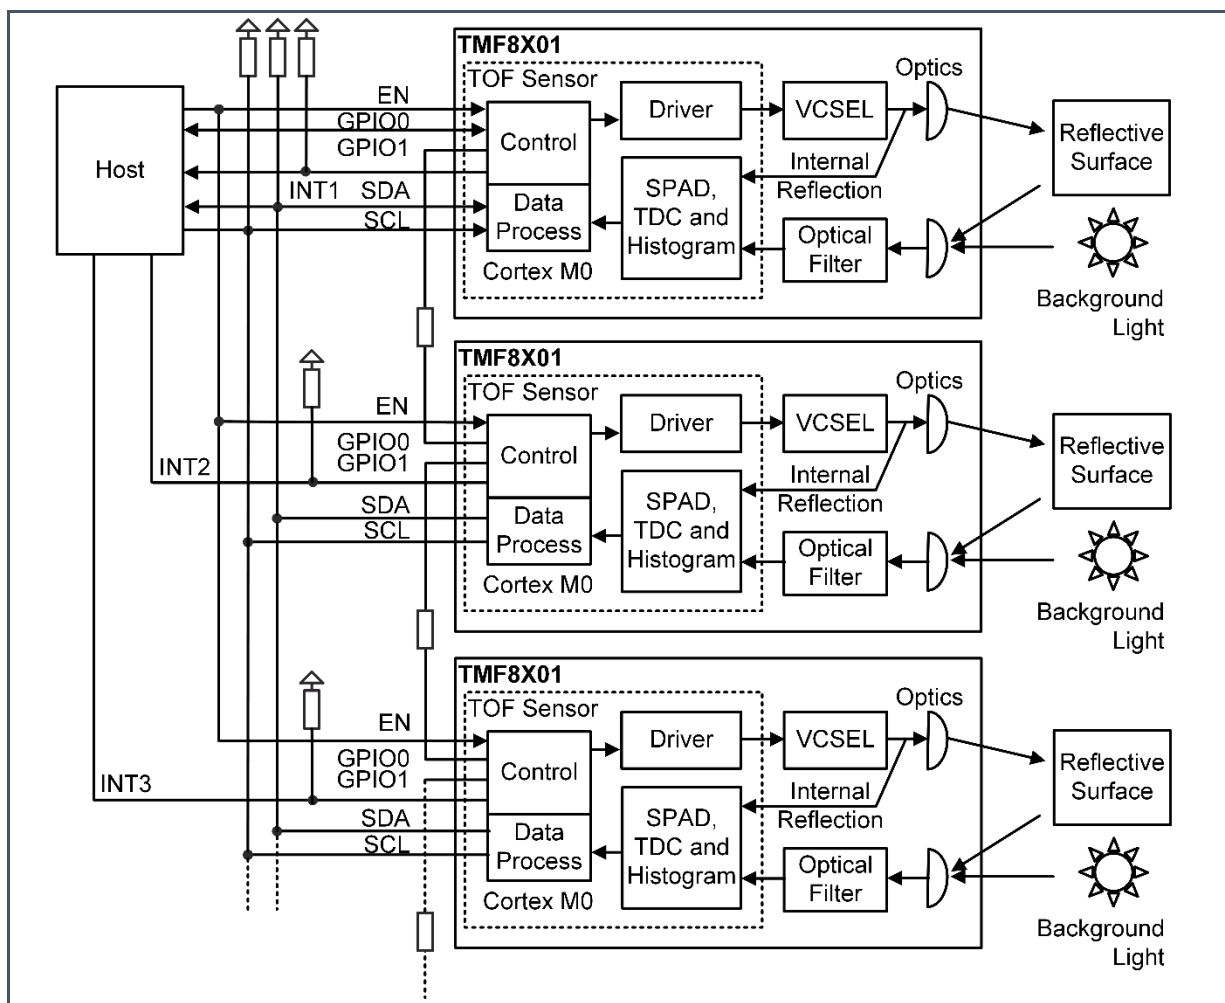 TMF8X01
TOF Sensor
Optics
EN
GPIO0
GPIO1
Host
INT1
SDA
SCL
Control
Data
Process
Cortex M0
Driver
VCSEL
Internal
Reflection
SPAD,
TDC and
Histogram
Optical
Filter
Reflective
Surface
Background
Light
TMF8X01
TOF Sensor
Optics
EN
GPIO0
GPIO1
INT2
SDA
SCL
Control
Data
Process
Cortex M0
Driver
VCSEL
Internal
Reflection
SPAD,
TDC and
Histogram
Optical
Filter
Reflective
Surface
Background
Light
TMF8X01
TOF Sensor
Optics
EN
GPIO0
GPIO1
INT3
SDA
SCL
Control
Data
Process
Cortex M0
Driver
VCSEL
Internal
Reflection
SPAD,
TDC and
Histogram
Optical
Filter
Reflective
Surface
Background
Light